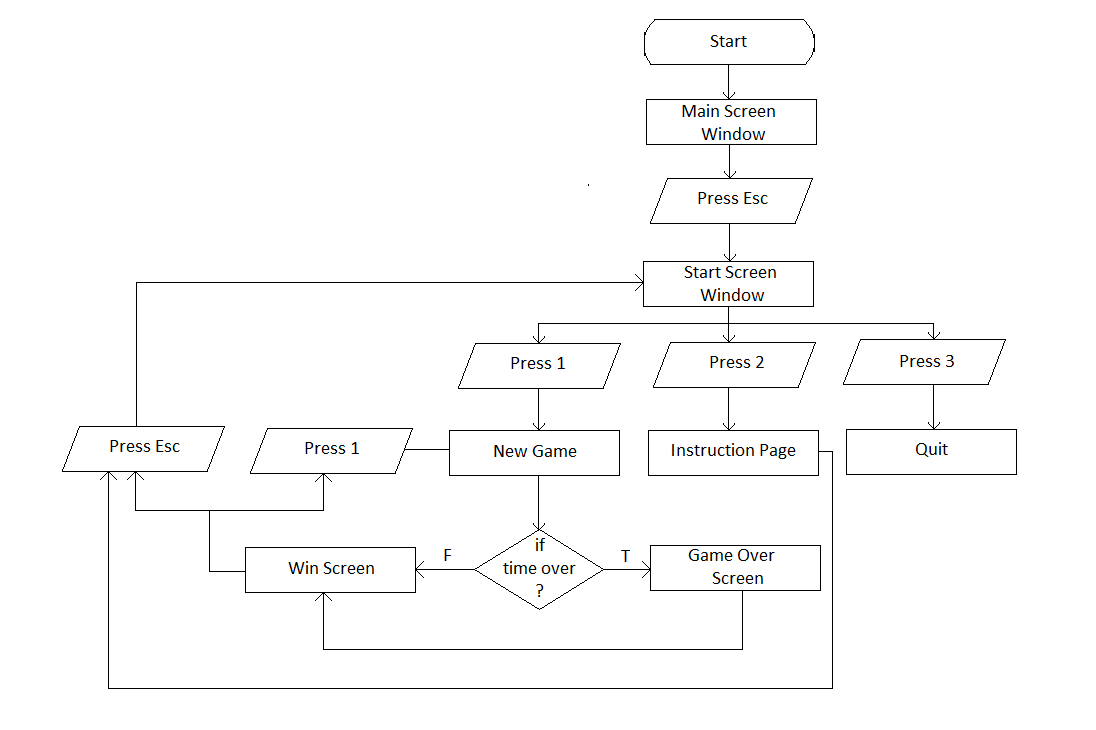 Start
Main Screen
Window
Press Esc
Start Screen
Window
Press 1
Press 2
Press 3
Press Esc
Press 1
New Game
Instruction Page
Quit
if
time over
?
F
T
Win Screen
Game Over
Screen